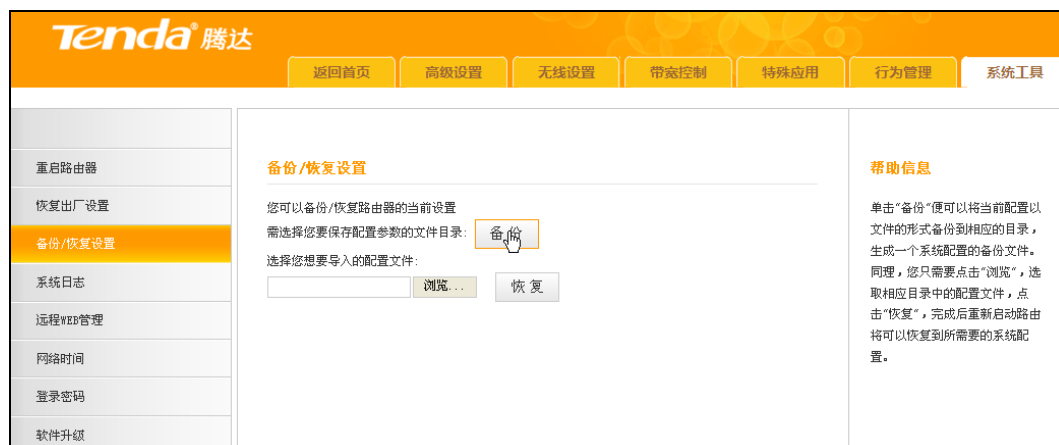 Tenda® 腾达
返回首页 高级设置 无线设置 带宽控制 特殊应用 行为管理 系统工具
重启路由器
恢复出厂设置
备份/恢复设置
系统日志
远程WEB管理
网络时间
登录密码
软件升级
备份/恢复设置
您可以备份/恢复路由器的当前设置
需选择您要保存配置参数的文件目录: 备份
选择您想要导入的配置文件:
浏览... 恢复
帮助信息
单击“备份”便可以将当前配置以
文件的形式备份到相应的目录，
生成一个系统配置的备份文件。
同理，您只需要点击“浏览”，选
取相应目录中的配置文件，点
击“恢复”，完成后重新启动路由
将可以恢复到所需要的系统配
置。